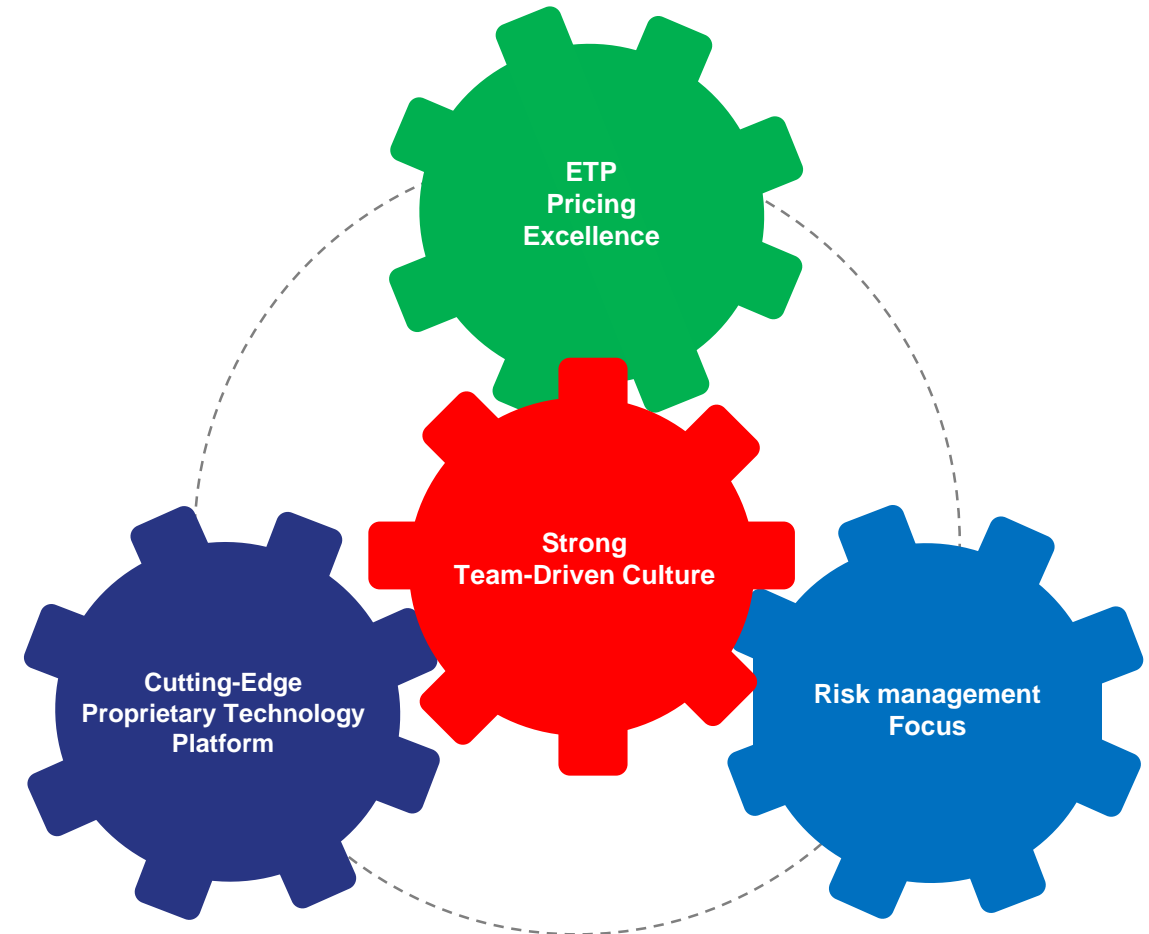 ETP
Pricing
Excellence
Strong
Team-Driven Culture
Cutting-Edge
Proprietary Technology
Platform
Risk management
Focus